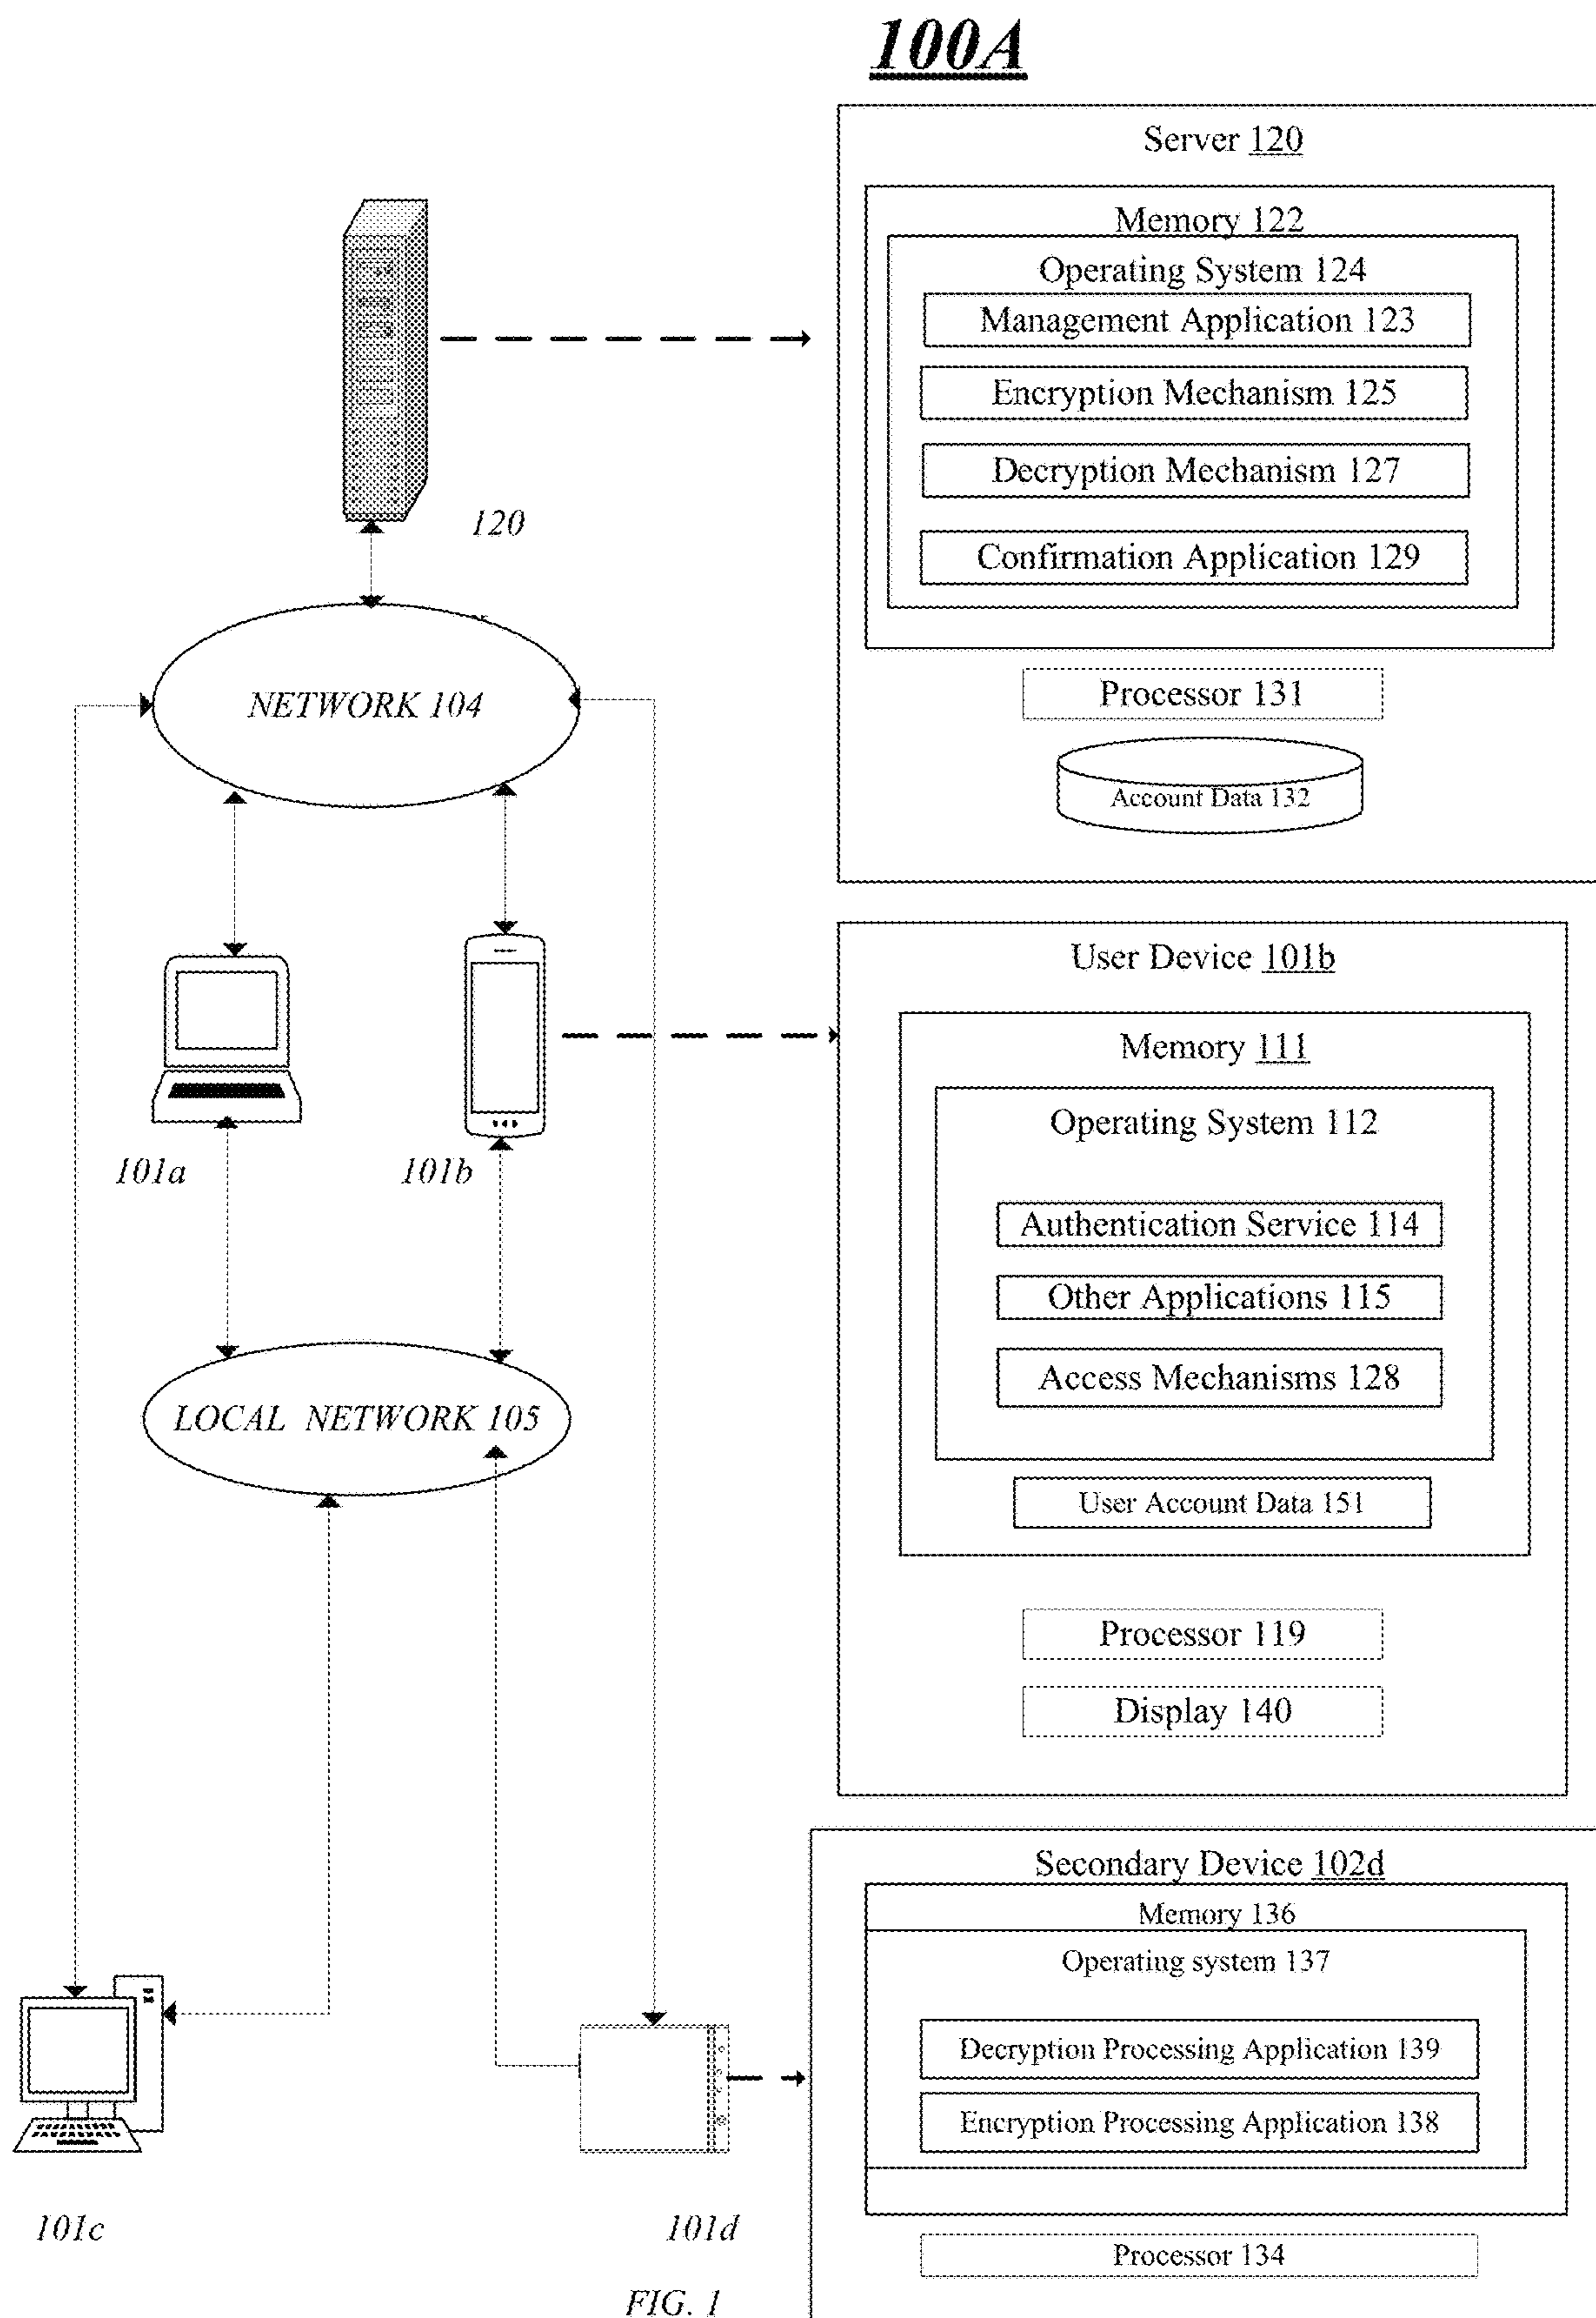 100A
Server 120
Memory 122
Operating System 124
Management Application 123
Encryption Mechanism 125
Decryption Mechanism 127
Confirmation Application 129
Processor 131
Account Data 132
120
NETWORK 104
101a
101b
LOCAL NETWORK 105
User Device 101b
Memory 111
Operating System 112
Authentication Service 114
Other Applications 115
Access Mechanisms 128
User Account Data 151
Processor 119
Display 140
Secondary Device 102d
Memory 136
Operating system 137
Decryption Processing Application 139
Encryption Processing Application 138
Processor 134
101c
101d
FIG. 1